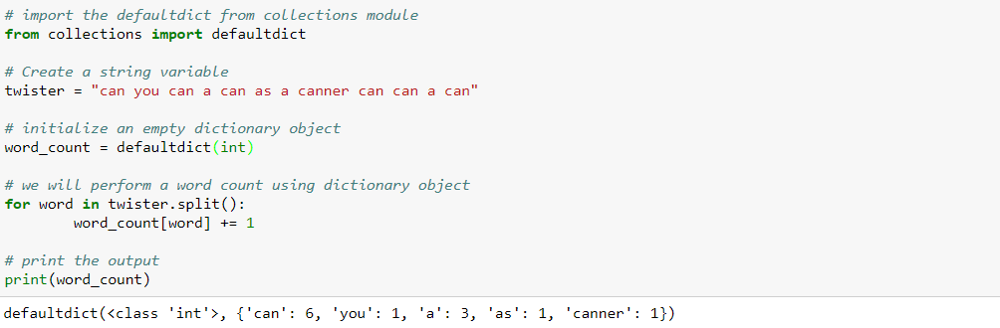 # import the defaultdict from collections module
from collections import defaultdict

# Create a string variable
twister = "can you can a can as a canner can can a can"

# initialize an empty dictionary object
word_count = defaultdict(int)

# we will perform a word count using dictionary object
for word in twister.split():
        word_count[word] += 1

# print the output
print(word_count)
defaultdict(<class 'int'>, {'can': 6, 'you': 1, 'a': 3, 'as': 1, 'canner': 1})